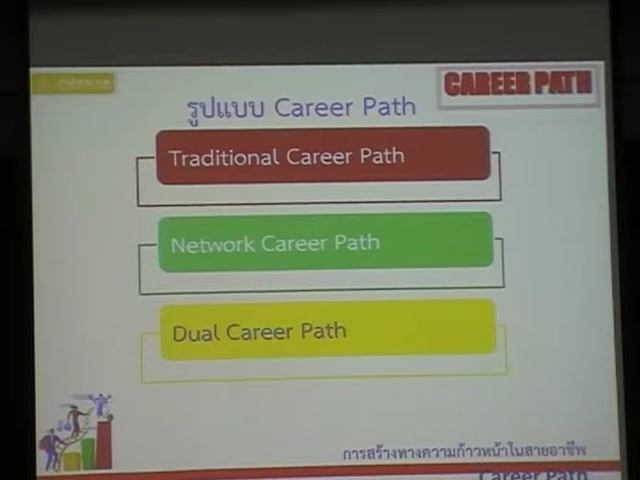 CAREER PATH
รูปแบบ Career Path
Traditional Career Path
Network Career Path
Dual Career Path
การสร้างทางความก้าวหน้าในสายอาชีพ
Career Path